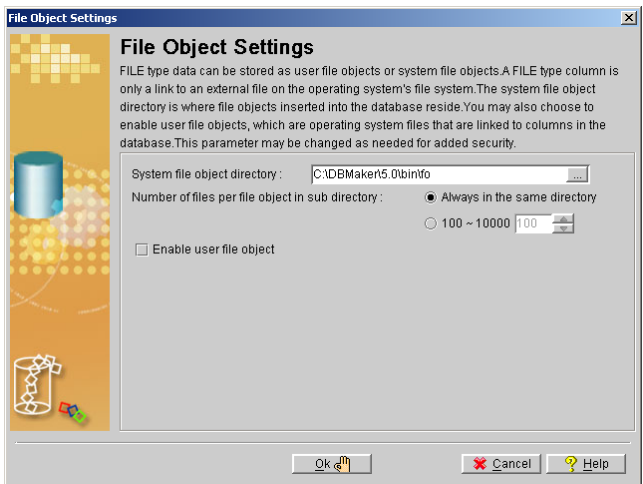 File Object Settings
File Object Settings
FILE type data can be stored as user file objects or system file objects.A FILE type column is
only a link to an external file on the operating system's file system.The system file object
directory is where file objects inserted into the database reside.You may also choose to
enable user file objects, which are operating system files that are linked to columns in the
database.This parameter may be changed as needed for added security.
System file object directory : C:\DBMaker\5.0\bin\fo ...
Number of files per file object in sub directory : Always in the same directory
100 ~ 10000 100
Enable user file object
Ok Cancel Help